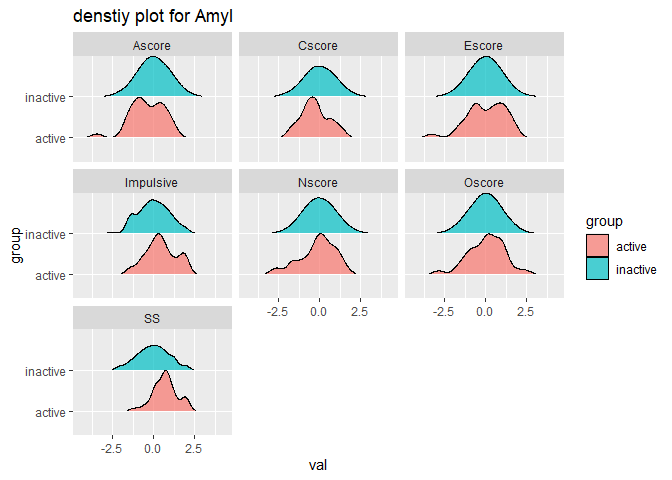 denstiy plot for Amyl
Ascore
Cscore
Escore
inactive
active
Impulsive
Nscore
Oscore
inactive
active
SS
inactive
active
-2.5 0.0 2.5
-2.5 0.0 2.5
-2.5 0.0 2.5
val
group
group
active
inactive